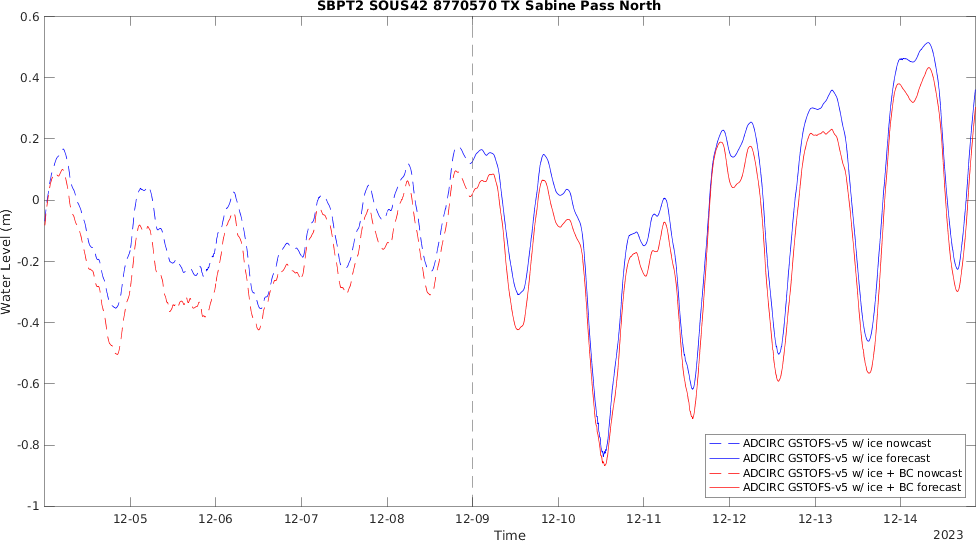 SBPT2 SOUS42 8770570 TX Sabine Pass North
0.6
0.4
0.2
0
-0.2
-0.4
-0.6
-0.8
-1
Water Level (m)
ADCIRC GSTOFS-v5 w/ ice nowcast
ADCIRC GSTOFS-v5 w/ ice forecast
ADCIRC GSTOFS-v5 w/ ice + BC nowcast
ADCIRC GSTOFS-v5 w/ ice + BC forecast
12-05 12-06 12-07 12-08 12-09 12-10 12-11 12-12 12-13 12-14
Time
2023